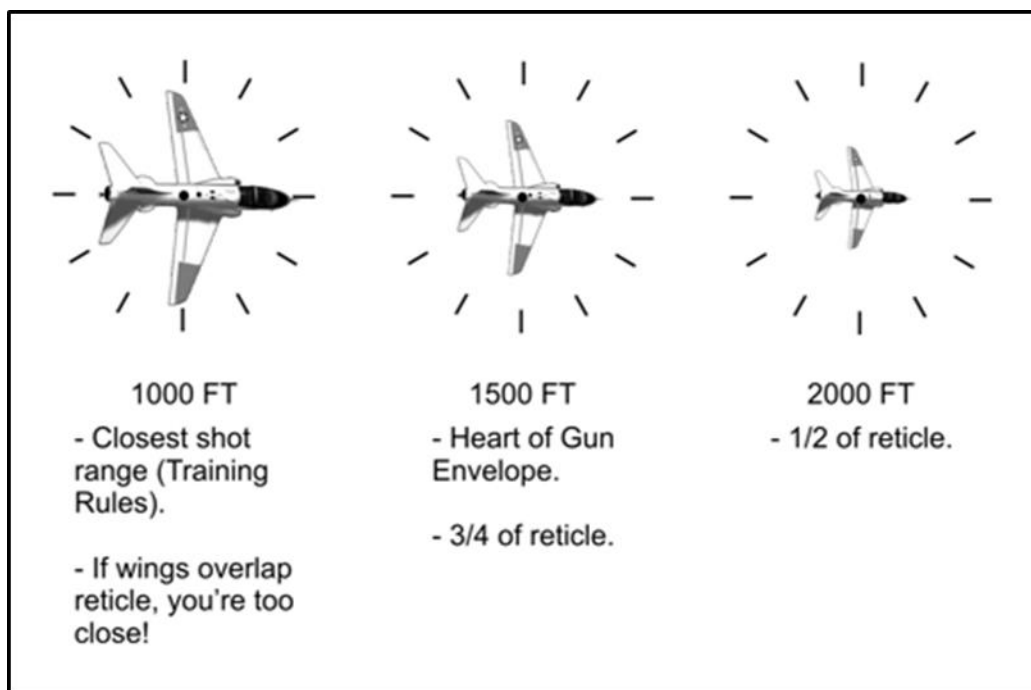 1000 FT
- Closest shot
range (Training
Rules).
- If wings overlap
reticle, you're too
close!
1500 FT
- Heart of Gun
Envelope.
- 3/4 of reticle.
2000 FT
- 1/2 of reticle.